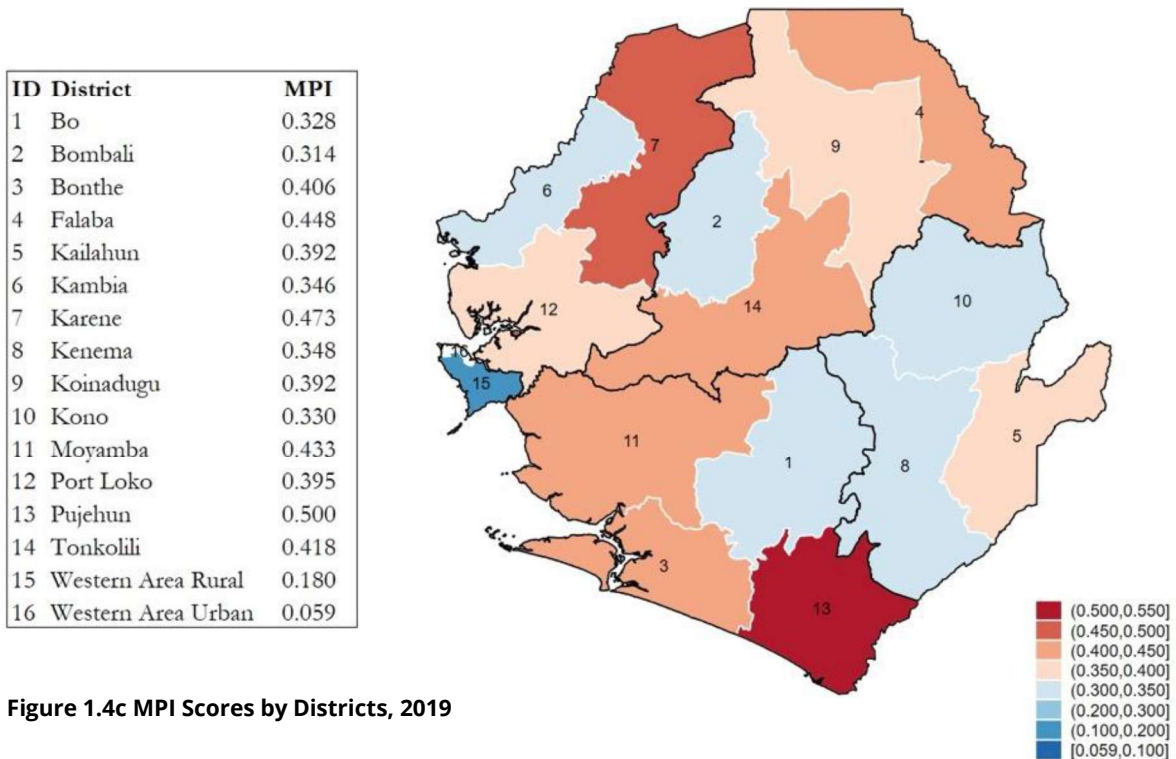 ID District MPI
1 Bo 0.328
2 Bombali 0.314
3 Bonthe 0.406
4 Falaba 0.448
5 Kailahun 0.392
6 Kambia 0.346
7 Karene 0.473
8 Kenema 0.348
9 Koinadugu 0.392
10 Kono 0.330
11 Moyamba 0.433
12 Port Loko 0.395
13 Pujehun 0.500
14 Tonkolili 0.418
15 Western Area Rural 0.180
16 Western Area Urban 0.059
4
7
9
6
2
10
12
14
16
15
5
11
1
8
3
13
(0.500,0.550]
(0.450,0.500]
(0.400,0.450]
(0.350,0.400]
(0.300,0.350]
(0.200,0.300]
(0.100,0.200]
[0.059,0.100]
Figure 1.4c MPI Scores by Districts, 2019